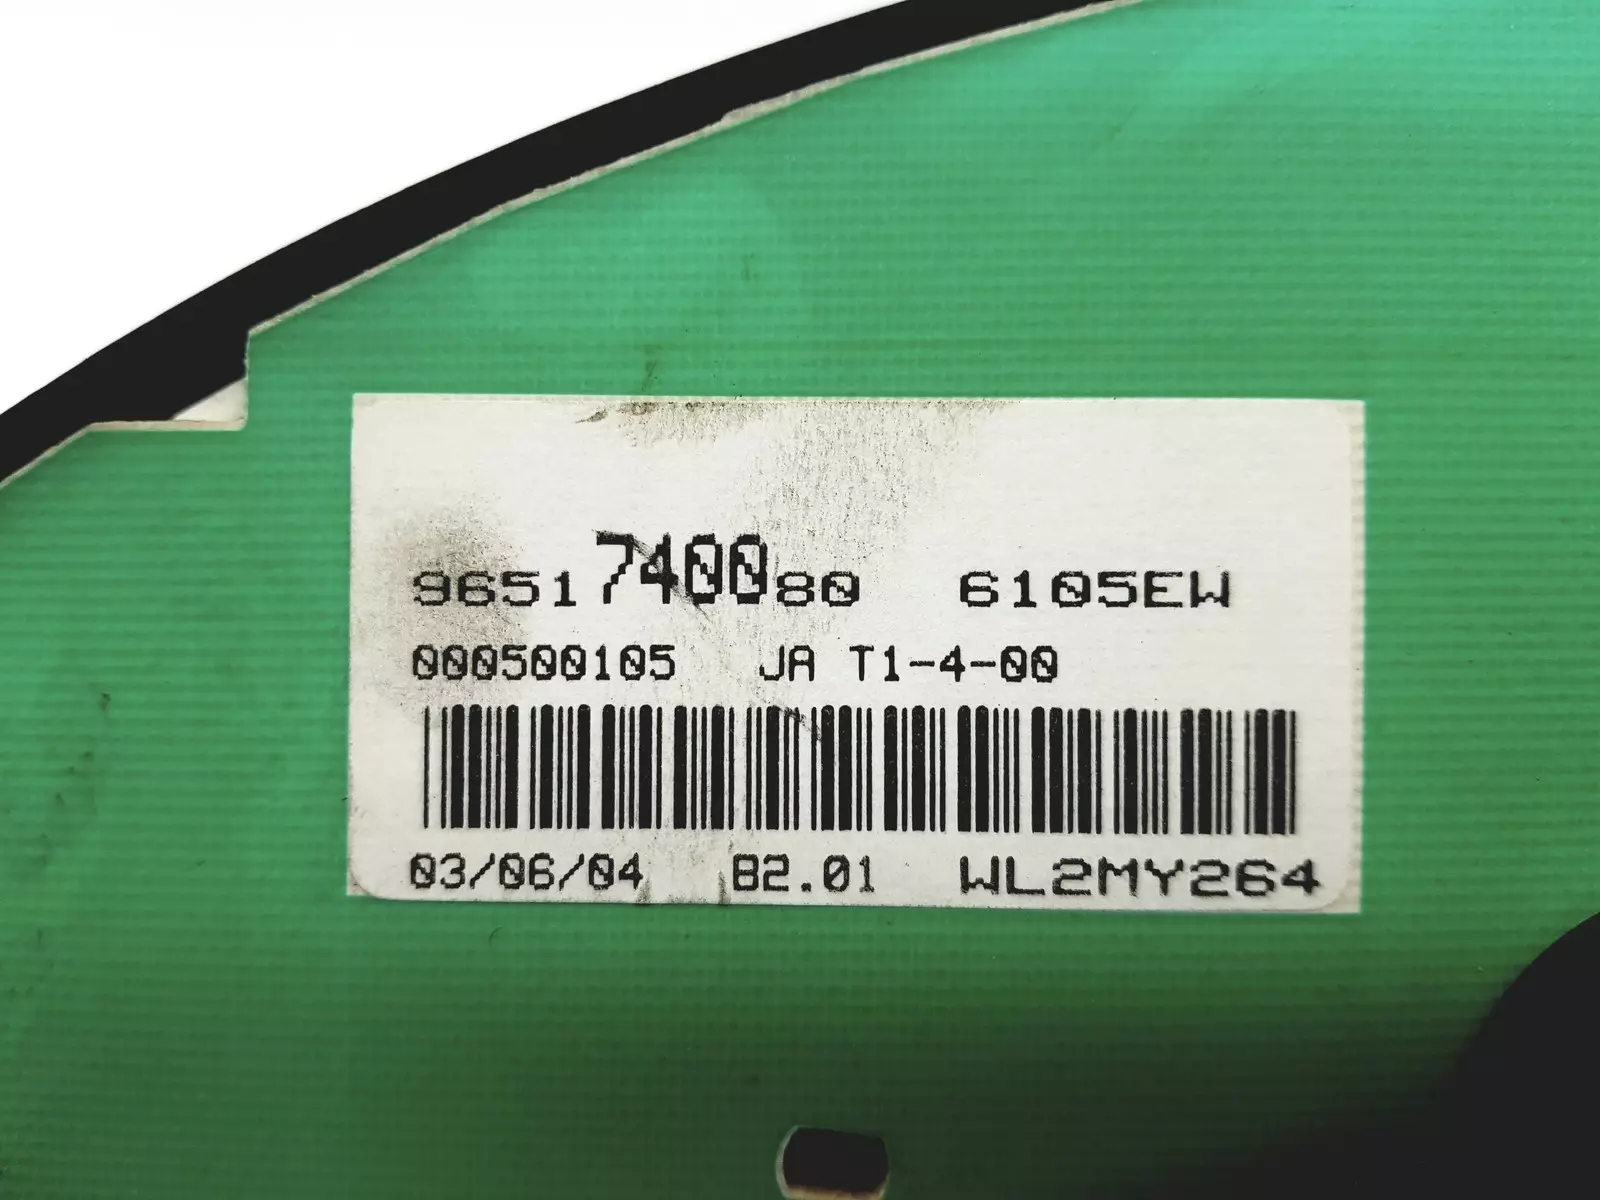 9651740080 6105EW
000500105 JA T1-4-00
03/06/04 B2.01 WL2MY264